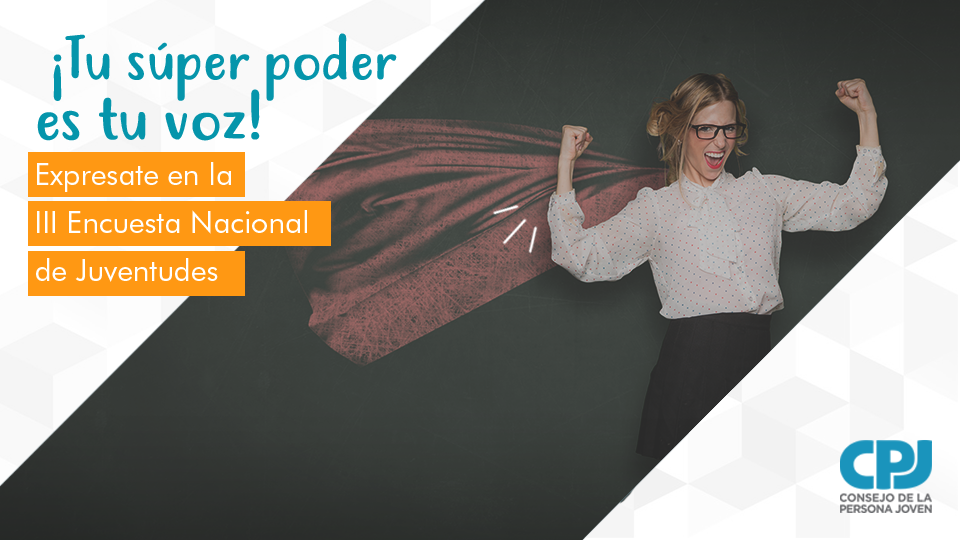 ¡Tu súper poder
es tu voz!
Expresate en la
III Encuesta Nacional
de Juventudes
CPJ
CONSEJO DE LA
PERSONA JOVEN